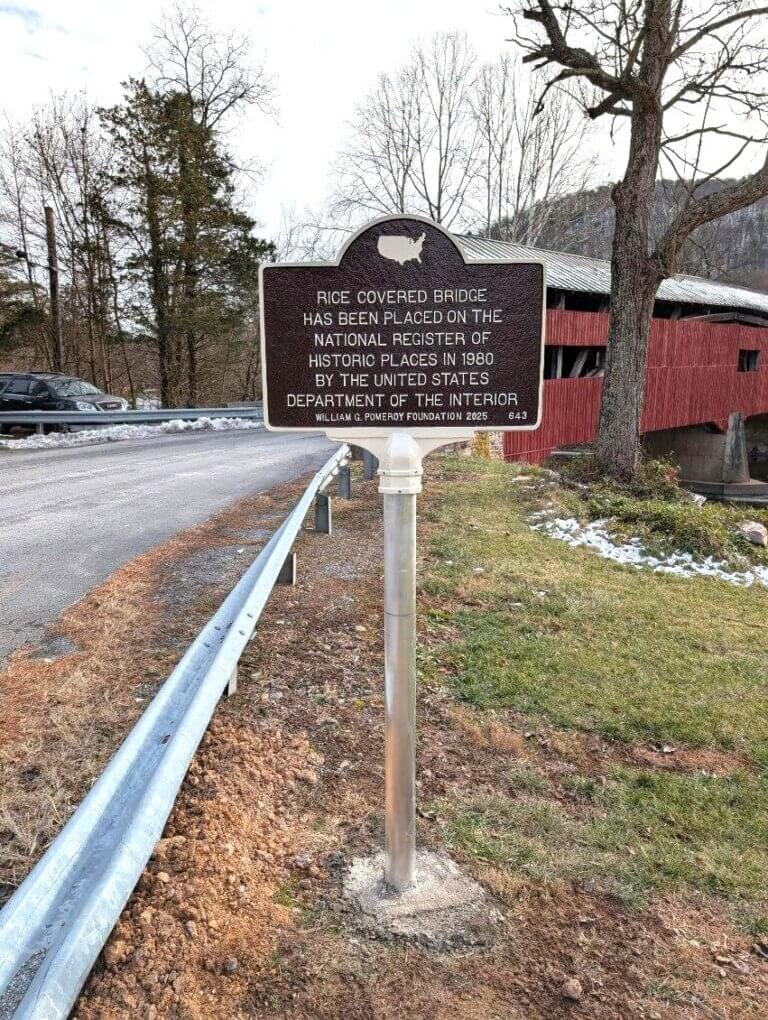 RICE COVERED BRIDGE
HAS BEEN PLACED ON THE
NATIONAL REGISTER OF
HISTORIC PLACES IN 1980
BY THE UNITED STATES
DEPARTMENT OF THE INTERIOR
WILLIAM G. POMEROY FOUNDATION 2025 643